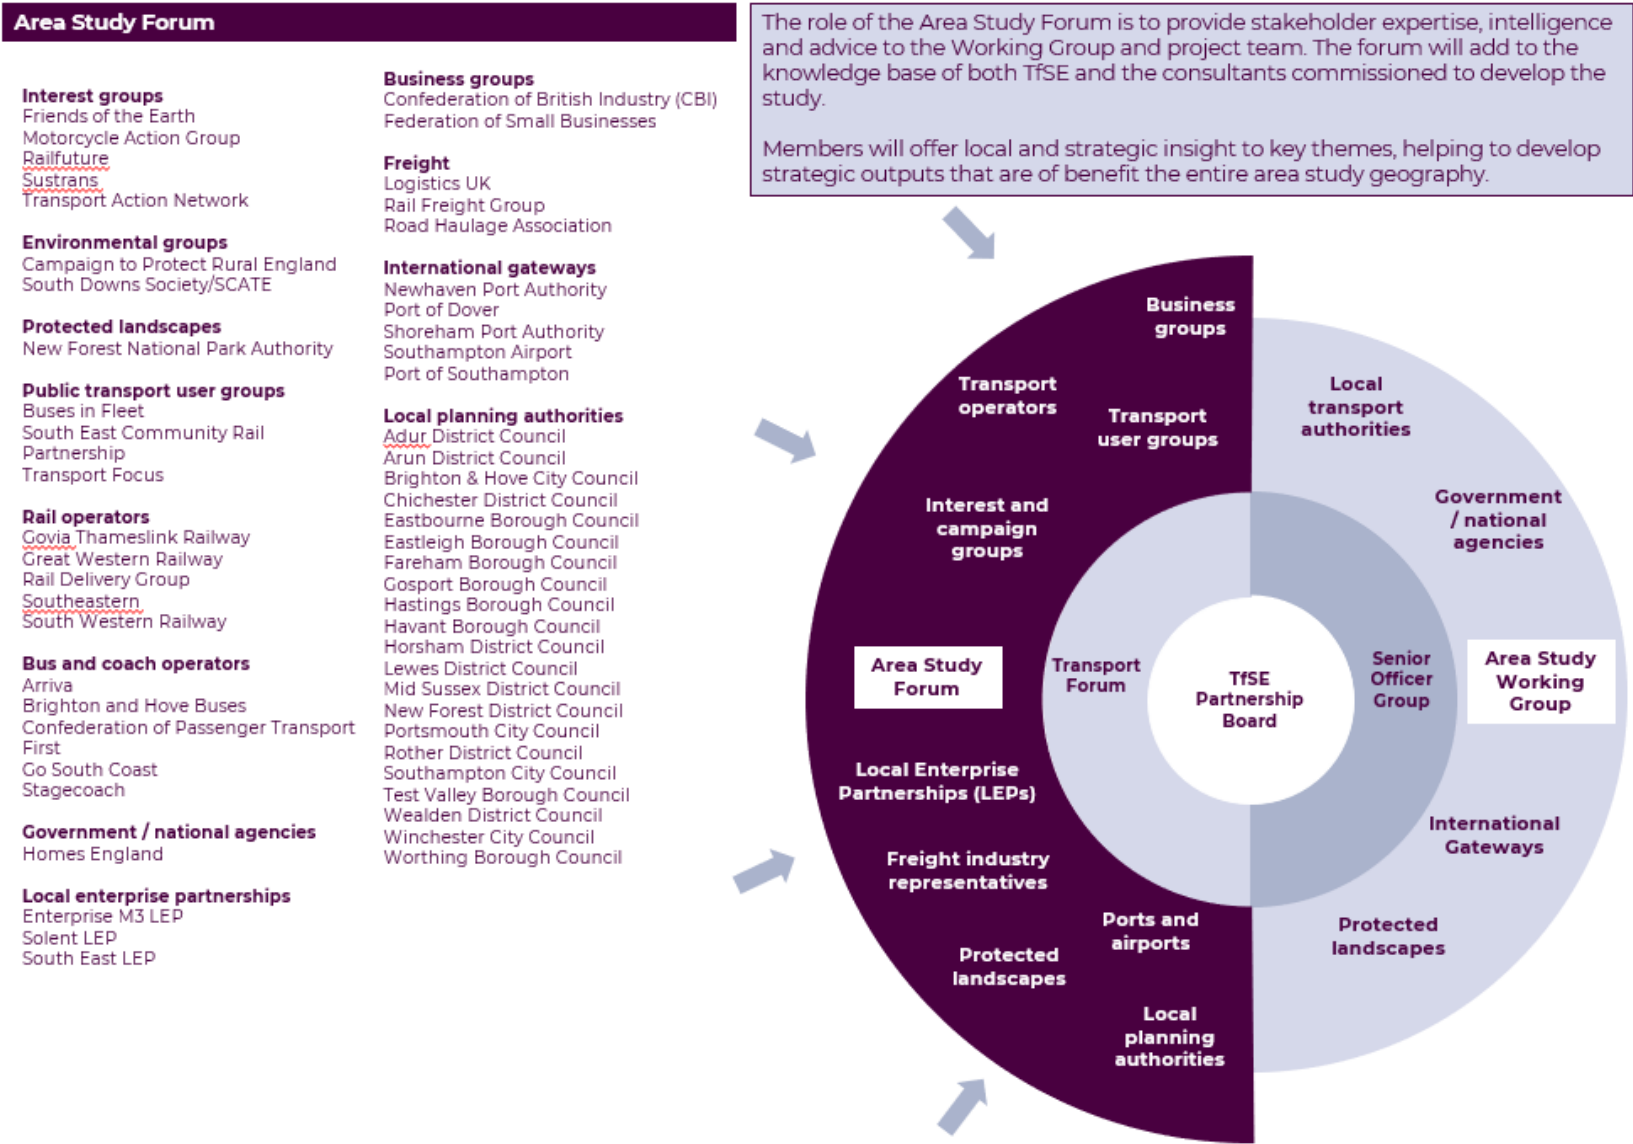 Area Study Forum
Interest groups
Friends of the Earth
Motorcycle Action Group
Railfuture
Sustrans
Transport Action Network
Environmental groups
Campaign to Protect Rural England
South Downs Society/SCATE
Protected landscapes
New Forest National Park Authority
Public transport user groups
Buses in Fleet
South East Community Rail
Partnership
Transport Focus
Rail operators
Govia Thameslink Railway
Great Western Railway
Rail Delivery Group
Southeastern
South Western Railway
Bus and coach operators
Arriva
Brighton and Hove Buses
Confederation of Passenger Transport
First
Go South Coast
Stagecoach
Government / national agencies
Homes England
Local enterprise partnerships
Enterprise M3 LEP
Solent LEP
South East LEP
Business groups
Confederation of British Industry (CBI)
Federation of Small Businesses
Freight
Logistics UK
Rail Freight Group
Road Haulage Association
International gateways
Newhaven Port Authority
Port of Dover
Shoreham Port Authority
Southampton Airport
Port of Southampton
Local planning authorities
Adur District Council
Arun District Council
Brighton & Hove City Council
Chichester District Council
Eastbourne Borough Council
Eastleigh Borough Council
Fareham Borough Council
Gosport Borough Council
Hastings Borough Council
Havant Borough Council
Horsham District Council
Lewes District Council
Mid Sussex District Council
New Forest District Council
Portsmouth City Council
Rother District Council
Southampton City Council
Test Valley Borough Council
Wealden District Council
Winchester City Council
Worthing Borough Council
The role of the Area Study Forum is to provide stakeholder expertise, intelligence
and advice to the Working Group and project team. The forum will add to the
knowledge base of both TfSE and the consultants commissioned to develop the
study.
Members will offer local and strategic insight to key themes, helping to develop
strategic outputs that are of benefit the entire area study geography.
Business
groups
Transport
operators
Transport
user groups
Interest and
campaign
groups
Area Study
Forum
Local Enterprise
Partnerships (LEPs)
Freight industry
representatives
Ports and
airports
Protected
landscapes
Local
planning
authorities
Transport
Forum
TfSE
Partnership
Board
Senior
Officer
Group
Local
transport
authorities
Government
/ national
agencies
Area Study
Working
Group
International
Gateways
Protected
landscapes